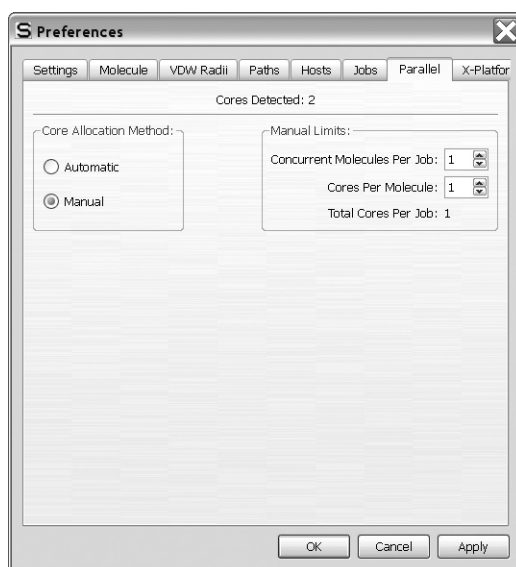 S Preferences
Settings Molecule VDW Radii Paths Hosts Jobs Parallel X-Platfor
Cores Detected: 2
Core Allocation Method:
Manual Limits:
Automatic
Concurrent Molecules Per Job: 1
Manual
Cores Per Molecule: 1
Total Cores Per Job: 1
OK Cancel Apply